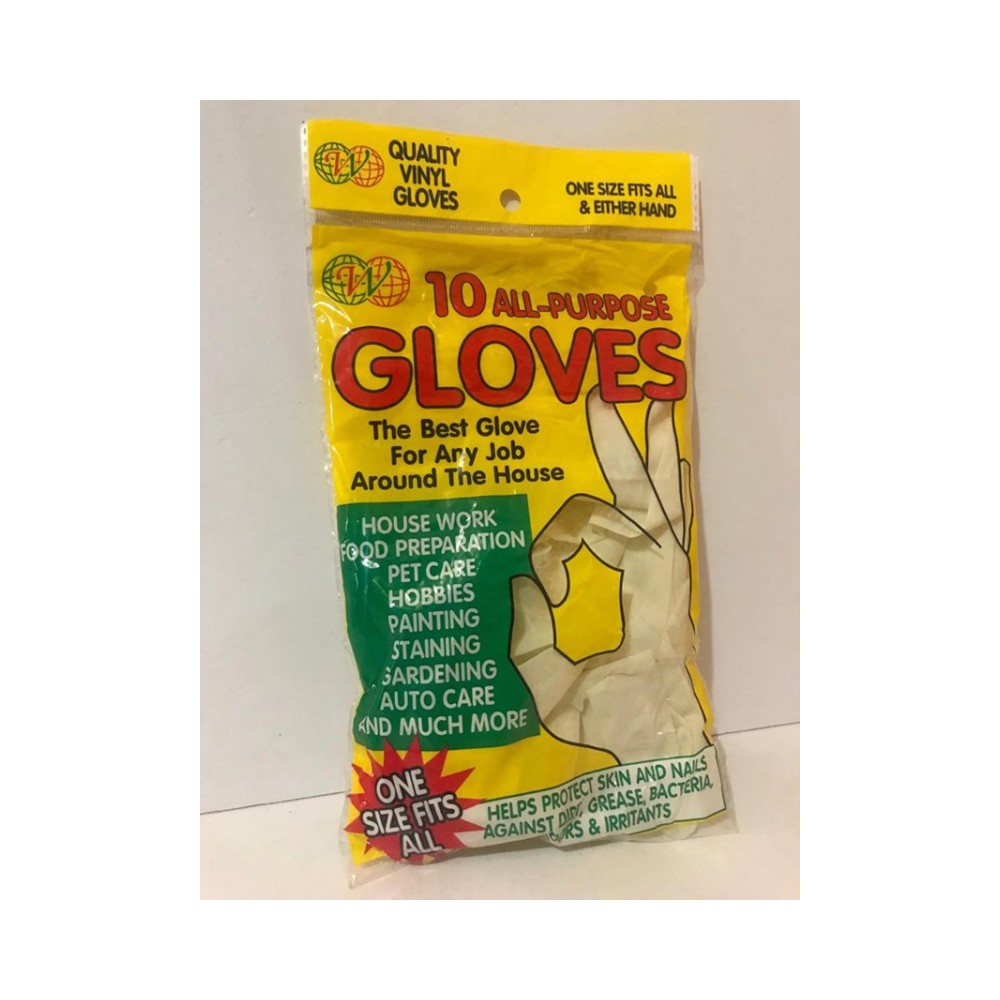 W
QUALITY
VINYL
GLOVES
ONE SIZE FITS ALL
& EITHER HAND
W
10 ALL-PURPOSE
GLOVES
The Best Glove
For Any Job
Around The House
HOUSE WORK
FOOD PREPARATION
PET CARE
HOBBIES
PAINTING
STAINING
GARDENING
AUTO CARE
AND MUCH MORE
ONE
SIZE FITS
ALL
HELPS PROTECT SKIN AND NAILS
AGAINST GREASE, BACTERIA,
& IRRITANTS